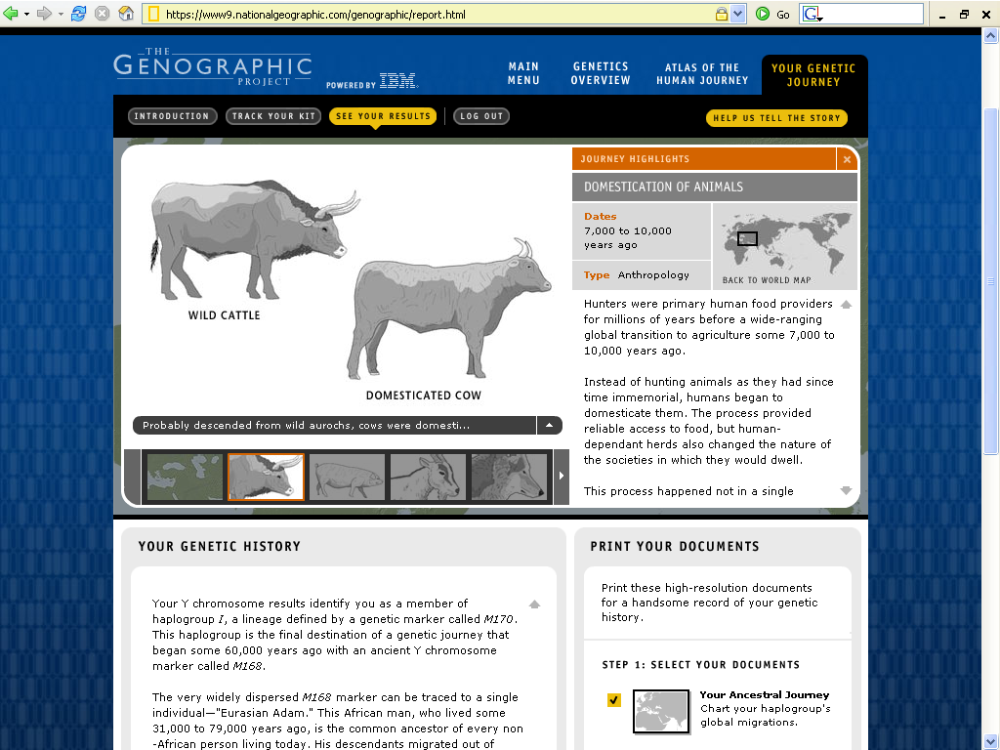 https://www9.nationalgeographic.com/genographic/report.html
Go
G
THE
GENOGRAPHIC
PROJECT
POWERED BY IBM
MAIN
MENU
GENETICS
OVERVIEW
ATLAS OF THE
HUMAN JOURNEY
YOUR GENETIC
JOURNEY
INTRODUCTION
TRACK YOUR KIT
SEE YOUR RESULTS
LOG OUT
HELP US TELL THE STORY
WILD CATTLE
DOMESTICATED COW
Probably descended from wild aurochs, cows were domesti...
JOURNEY HIGHLIGHTS
DOMESTICATION OF ANIMALS
Dates
7,000 to 10,000
years ago
Type Anthropology
BACK TO WORLD MAP
Hunters were primary human food providers
for millions of years before a wide-ranging
global transition to agriculture some 7,000 to
10,000 years ago.
Instead of hunting animals as they had since
time immemorial, humans began to
domesticate them. The process provided
reliable access to food, but human-
dependant herds also changed the nature of
the societies in which they would dwell.
This process happened not in a single
YOUR GENETIC HISTORY
Your Y chromosome results identify you as a member of
haplogroup I, a lineage defined by a genetic marker called M170.
This haplogroup is the final destination of a genetic journey that
began some 60,000 years ago with an ancient Y chromosome
marker called M168.
The very widely dispersed M168 marker can be traced to a single
individual—"Eurasian Adam." This African man, who lived some
31,000 to 79,000 years ago, is the common ancestor of every non
-African person living today. His descendants migrated out of
PRINT YOUR DOCUMENTS
Print these high-resolution documents
for a handsome record of your genetic
history.
STEP 1: SELECT YOUR DOCUMENTS
Your Ancestral Journey
Chart your haplogroup's
global migrations.